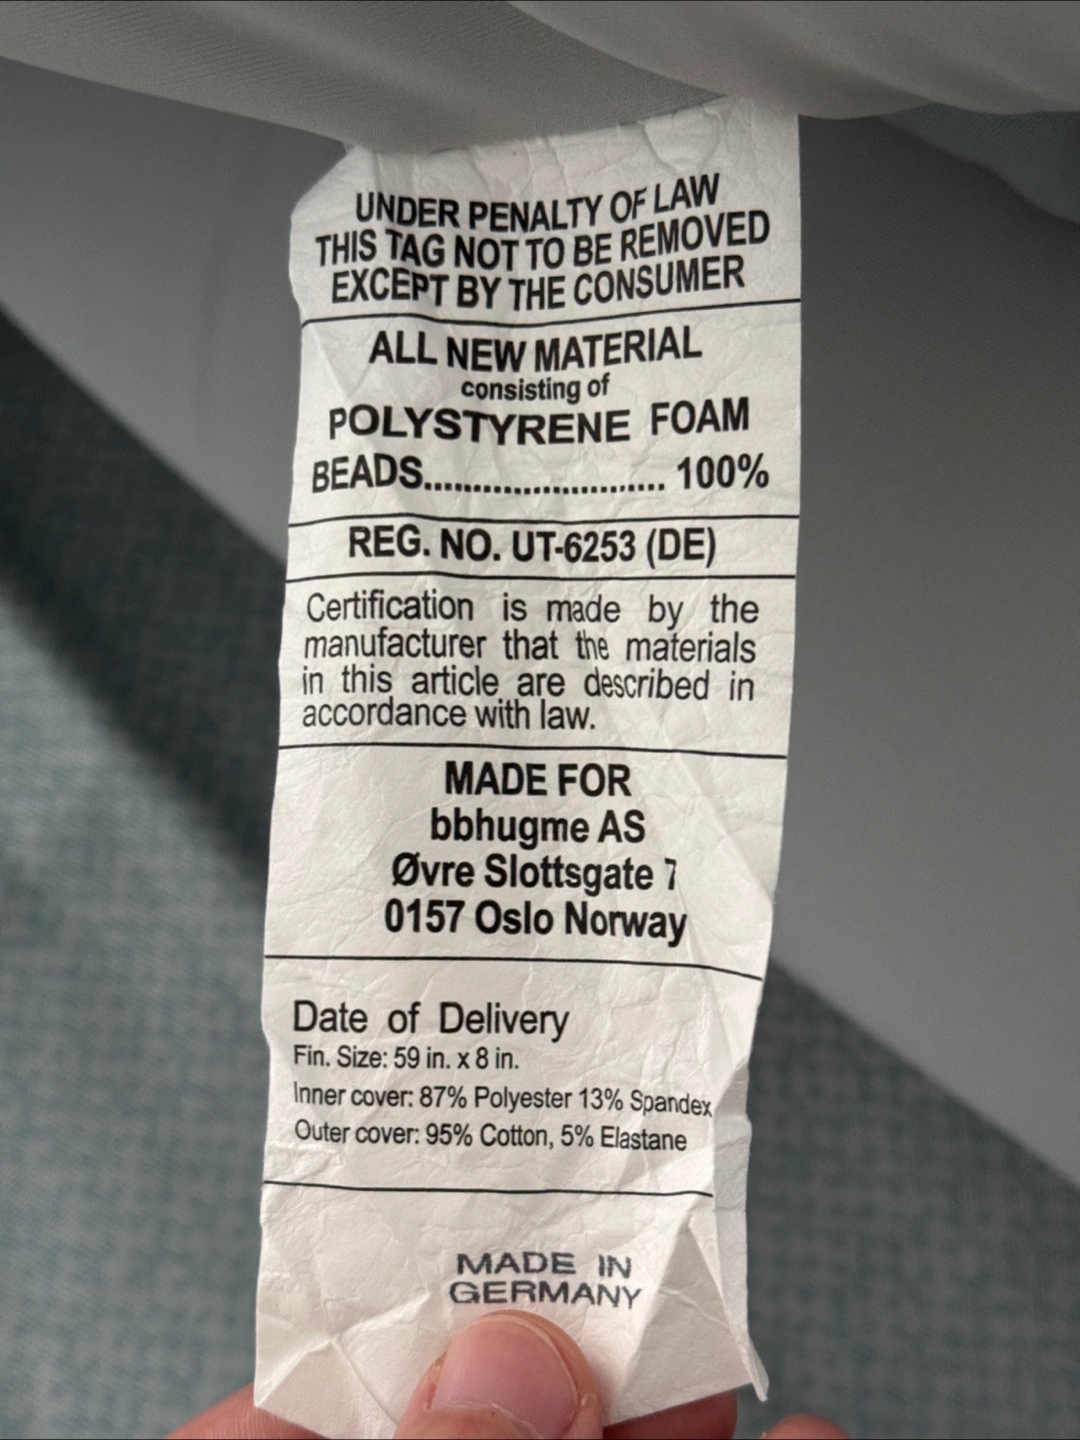 UNDER PENALTY OF LAW
THIS TAG NOT TO BE REMOVED
EXCEPT BY THE CONSUMER
ALL NEW MATERIAL
consisting of
POLYSTYRENE FOAM
BEADS......................... 100%
REG. NO. UT-6253 (DE)
Certification is made by the
manufacturer that the materials
in this article are described in
accordance with law.
MADE FOR
bbhugme AS
Øvre Slottsgate 7
0157 Oslo Norway
Date of Delivery
Fin. Size: 59 in. x 8 in.
Inner cover: 87% Polyester 13% Spandex
Outer cover: 95% Cotton, 5% Elastane
MADE IN
GERMANY